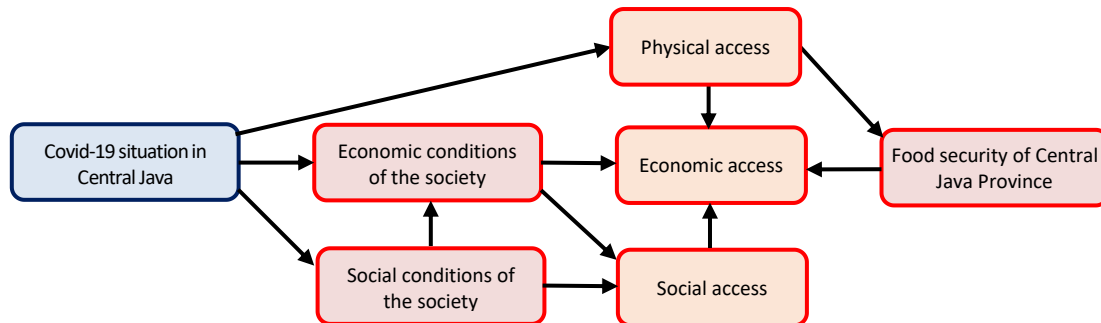 Physical access
Covid-19 situation in
Central Java
Economic conditions
of the society
Economic access
Food security of Central
Java Province
Social conditions of
the society
Social access